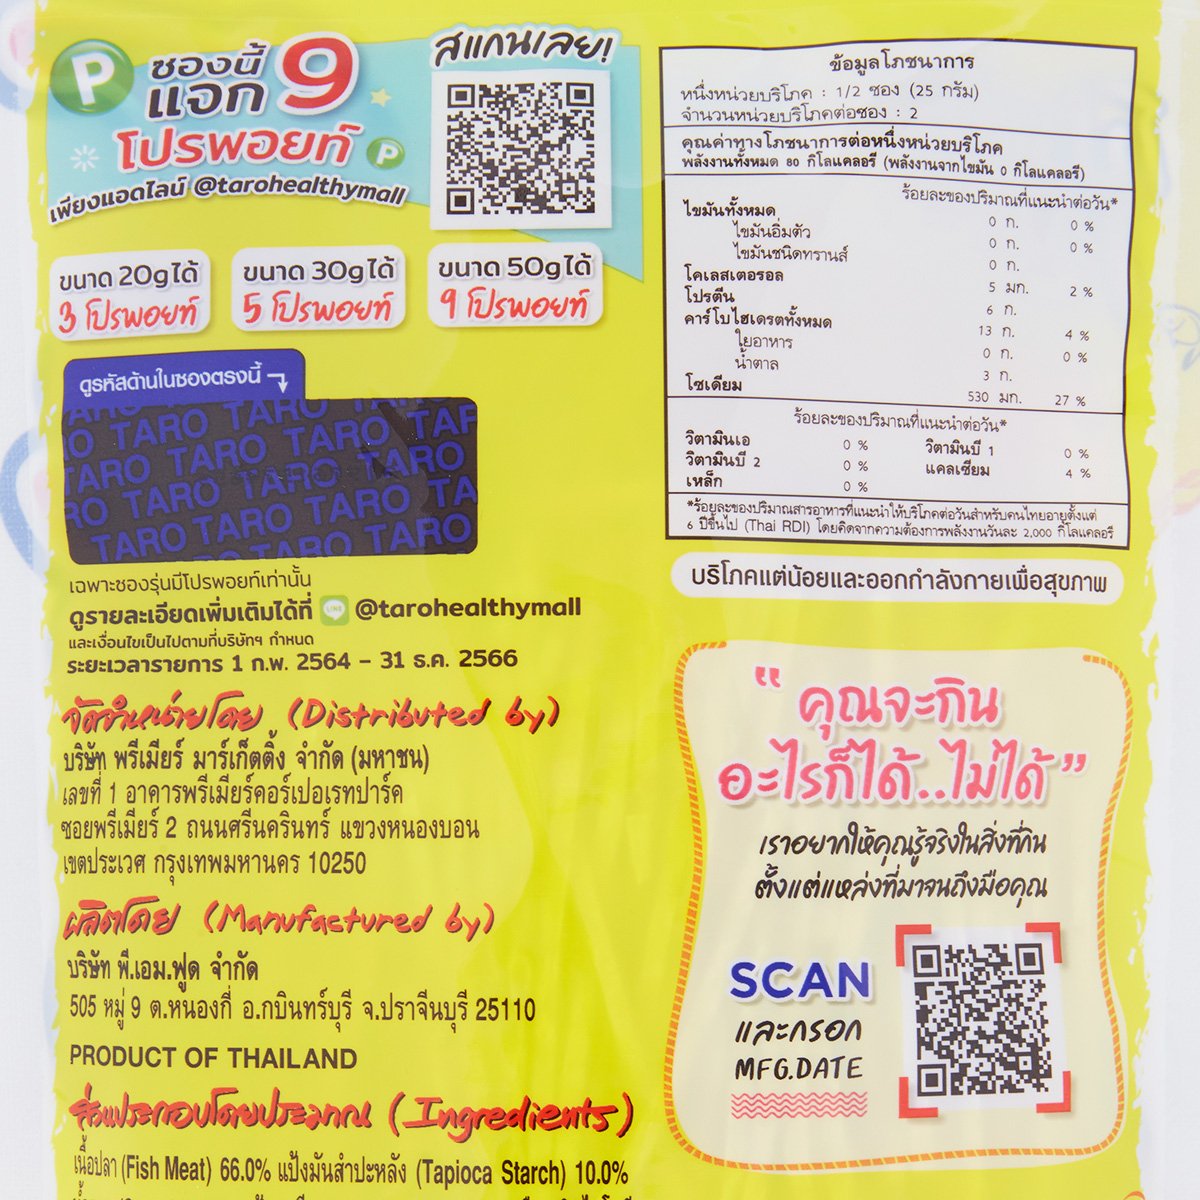 P
ซองนี้
แจก 9
โปรพอยท์ P
เพียงแอดไลน์ @tarohealthymall
สแกนเลย!
ขนาด 20g ได้
3 โปรพอยท์
ขนาด 30g ได้
5 โปรพอยท์
ขนาด 50g ได้
9 โปรพอยท์
ดูรหัสด้านในซองตรงนี้
TARO TARO TARO TARO
เฉพาะซองรุ่นมีโปรพอยท์เท่านั้น
ดูรายละเอียดเพิ่มเติมได้ที่ LINE @tarohealthymall
และเงื่อนไขเป็นไปตามที่บริษัทฯ กำหนด
ระยะเวลารายการ 1 ก.พ. 2564 – 31 ธ.ค. 2566
จัดจำหน่ายโดย (Distributed by)
บริษัท พรีเมียร์ มาร์เก็ตติ้ง จำกัด (มหาชน)
เลขที่ 1 อาคารพรีเมียร์คอร์เปอเรทปาร์ค
ซอยพรีเมียร์ 2 ถนนศรีนครินทร์ แขวงหนองบอน
เขตประเวศ กรุงเทพมหานคร 10250
ผลิตโดย (Manufactured by)
บริษัท พี.เอม.ฟูด จำกัด
505 หมู่ 9 ต.หนองกี่ อ.กบินทร์บุรี จ.ปราจีนบุรี 25110
PRODUCT OF THAILAND
ส่วนประกอบโดยประมาณ (Ingredients)
เนื้อปลา (Fish Meat) 66.0% แป้งมันสำปะหลัง (Tapioca Starch) 10.0%
ข้อมูลโภชนาการ
หนึ่งหน่วยบริโภค : 1/2 ซอง (25 กรัม)
จำนวนหน่วยบริโภคต่อซอง : 2
คุณค่าทางโภชนาการต่อหนึ่งหน่วยบริโภค
พลังงานทั้งหมด 80 กิโลแคลอรี (พลังงานจากไขมัน 0 กิโลแคลอรี)
ร้อยละของปริมาณที่แนะนำต่อวัน*
ไขมันทั้งหมด 0 ก. 0 %
ไขมันอิ่มตัว 0 ก. 0 %
ไขมันชนิดทรานส์ 0 ก.
โคเลสเตอรอล 5 มก. 2 %
โปรตีน 6 ก.
คาร์โบไฮเดรตทั้งหมด 13 ก. 4 %
ใยอาหาร 0 ก. 0 %
น้ำตาล 3 ก.
โซเดียม 530 มก. 27 %
ร้อยละของปริมาณที่แนะนำต่อวัน*
วิตามินเอ 0 % วิตามินบี 1 0 %
วิตามินบี 2 0 % แคลเซียม 4 %
เหล็ก 0 %
*ร้อยละของปริมาณสารอาหารที่แนะนำให้บริโภคต่อวันสำหรับคนไทยอายุตั้งแต่
6 ปีขึ้นไป (Thai RDI) โดยคิดจากความต้องการพลังงานวันละ 2,000 กิโลแคลอรี
บริโภคแต่น้อยและออกกำลังกายเพื่อสุขภาพ
"คุณจะกิน
อะไรก็ได้..ไม่ได้"
เราอยากให้คุณรู้จริงในสิ่งที่กิน
ตั้งแต่แหล่งที่มาจนถึงมือคุณ
SCAN
และกรอก
MFG.DATE